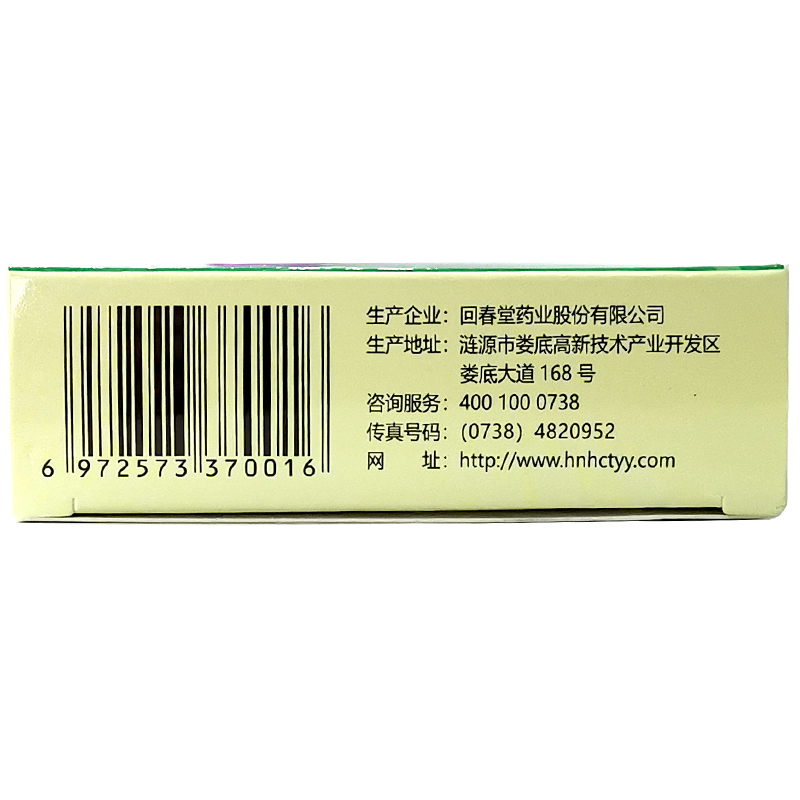 生产企业：回春堂药业股份有限公司
生产地址：涟源市娄底高新技术产业开发区
娄底大道 168 号
咨询服务：400 100 0738
传真号码：(0738) 4820952
网 址：http://www.hnhctyy.com
6 972573 370016